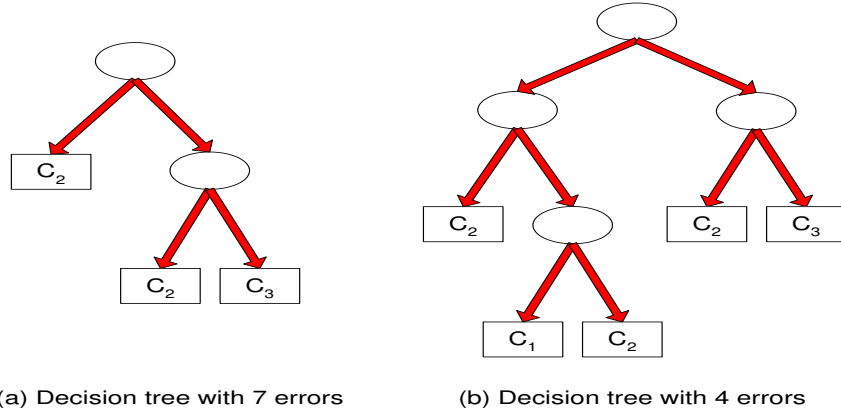 C2
C2 C3
C2
C2 C3
C1 C2
(a) Decision tree with 7 errors
(b) Decision tree with 4 errors